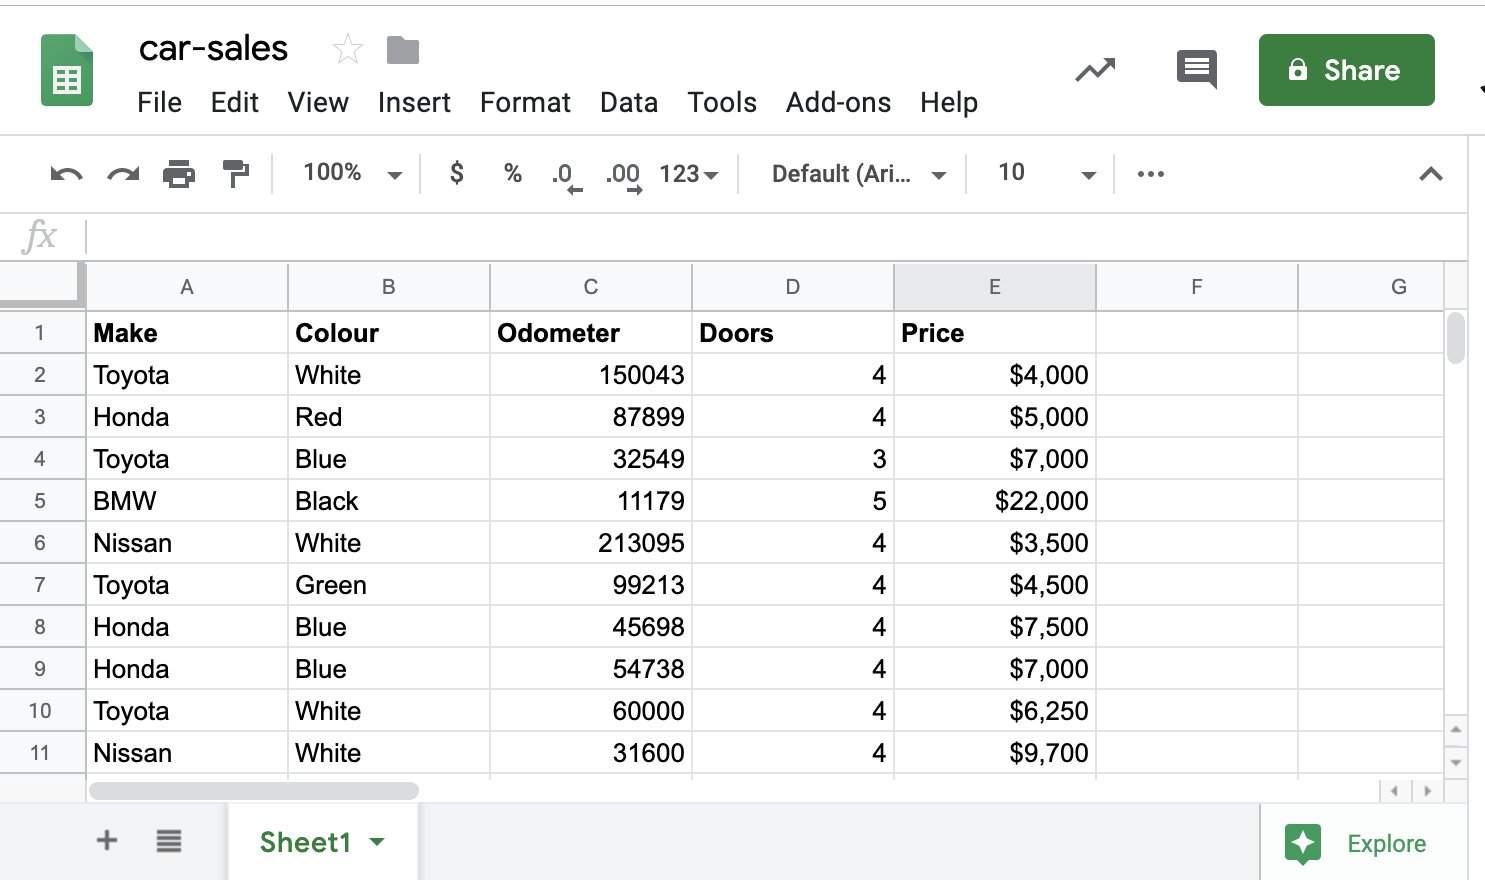 car-sales
File Edit View Insert Format Data Tools Add-ons Help
Share
100% $ % .0 .00 123 Default (Ari... 10
fx
A B C D E F G
1 Make Colour Odometer Doors Price
2 Toyota White 150043 4 $4,000
3 Honda Red 87899 4 $5,000
4 Toyota Blue 32549 3 $7,000
5 BMW Black 11179 5 $22,000
6 Nissan White 213095 4 $3,500
7 Toyota Green 99213 4 $4,500
8 Honda Blue 45698 4 $7,500
9 Honda Blue 54738 4 $7,000
10 Toyota White 60000 4 $6,250
11 Nissan White 31600 4 $9,700
Sheet1
Explore